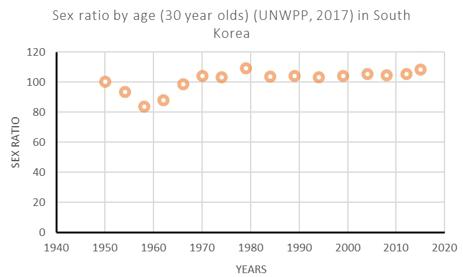 Sex ratio by age (30 year olds) (UNWPP, 2017) in South
Korea
120
100
80
60
40
20
0
SEX RATIO
1940 1950 1960 1970 1980 1990 2000 2010 2020
YEARS